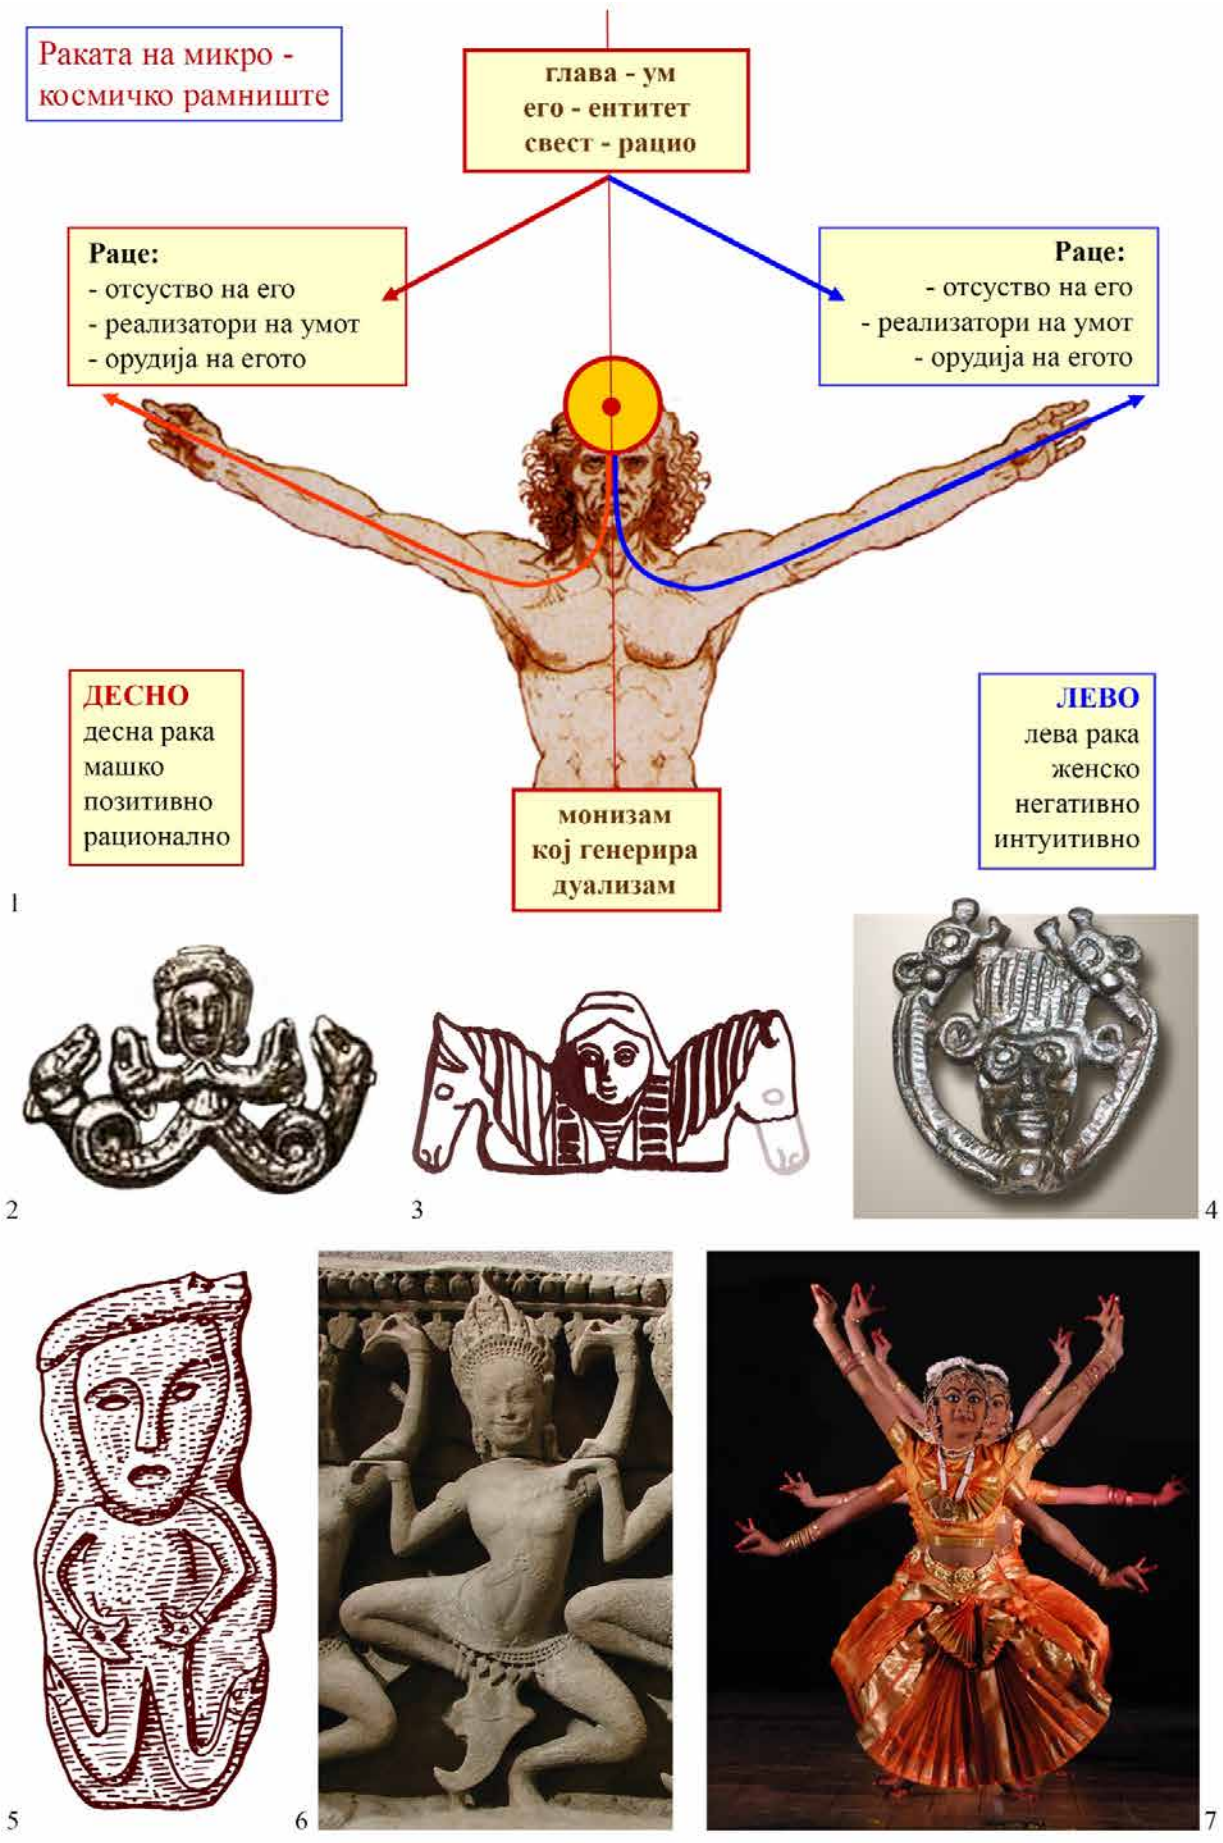 Раката на микро -
космичко рамниште
глава - ум
его - ентитет
свест - рацио
Раце:
- отсуство на его
- реализатори на умот
- орудија на егото
Раце:
- отсуство на его
- реализатори на умот
- орудија на егото
ДЕСНО
десна рака
машко
позитивно
рационално
ЛЕВО
лева рака
женско
негативно
интуитивно
монизам
кој генерира
дуализам
1
2
3
4
5
6
7